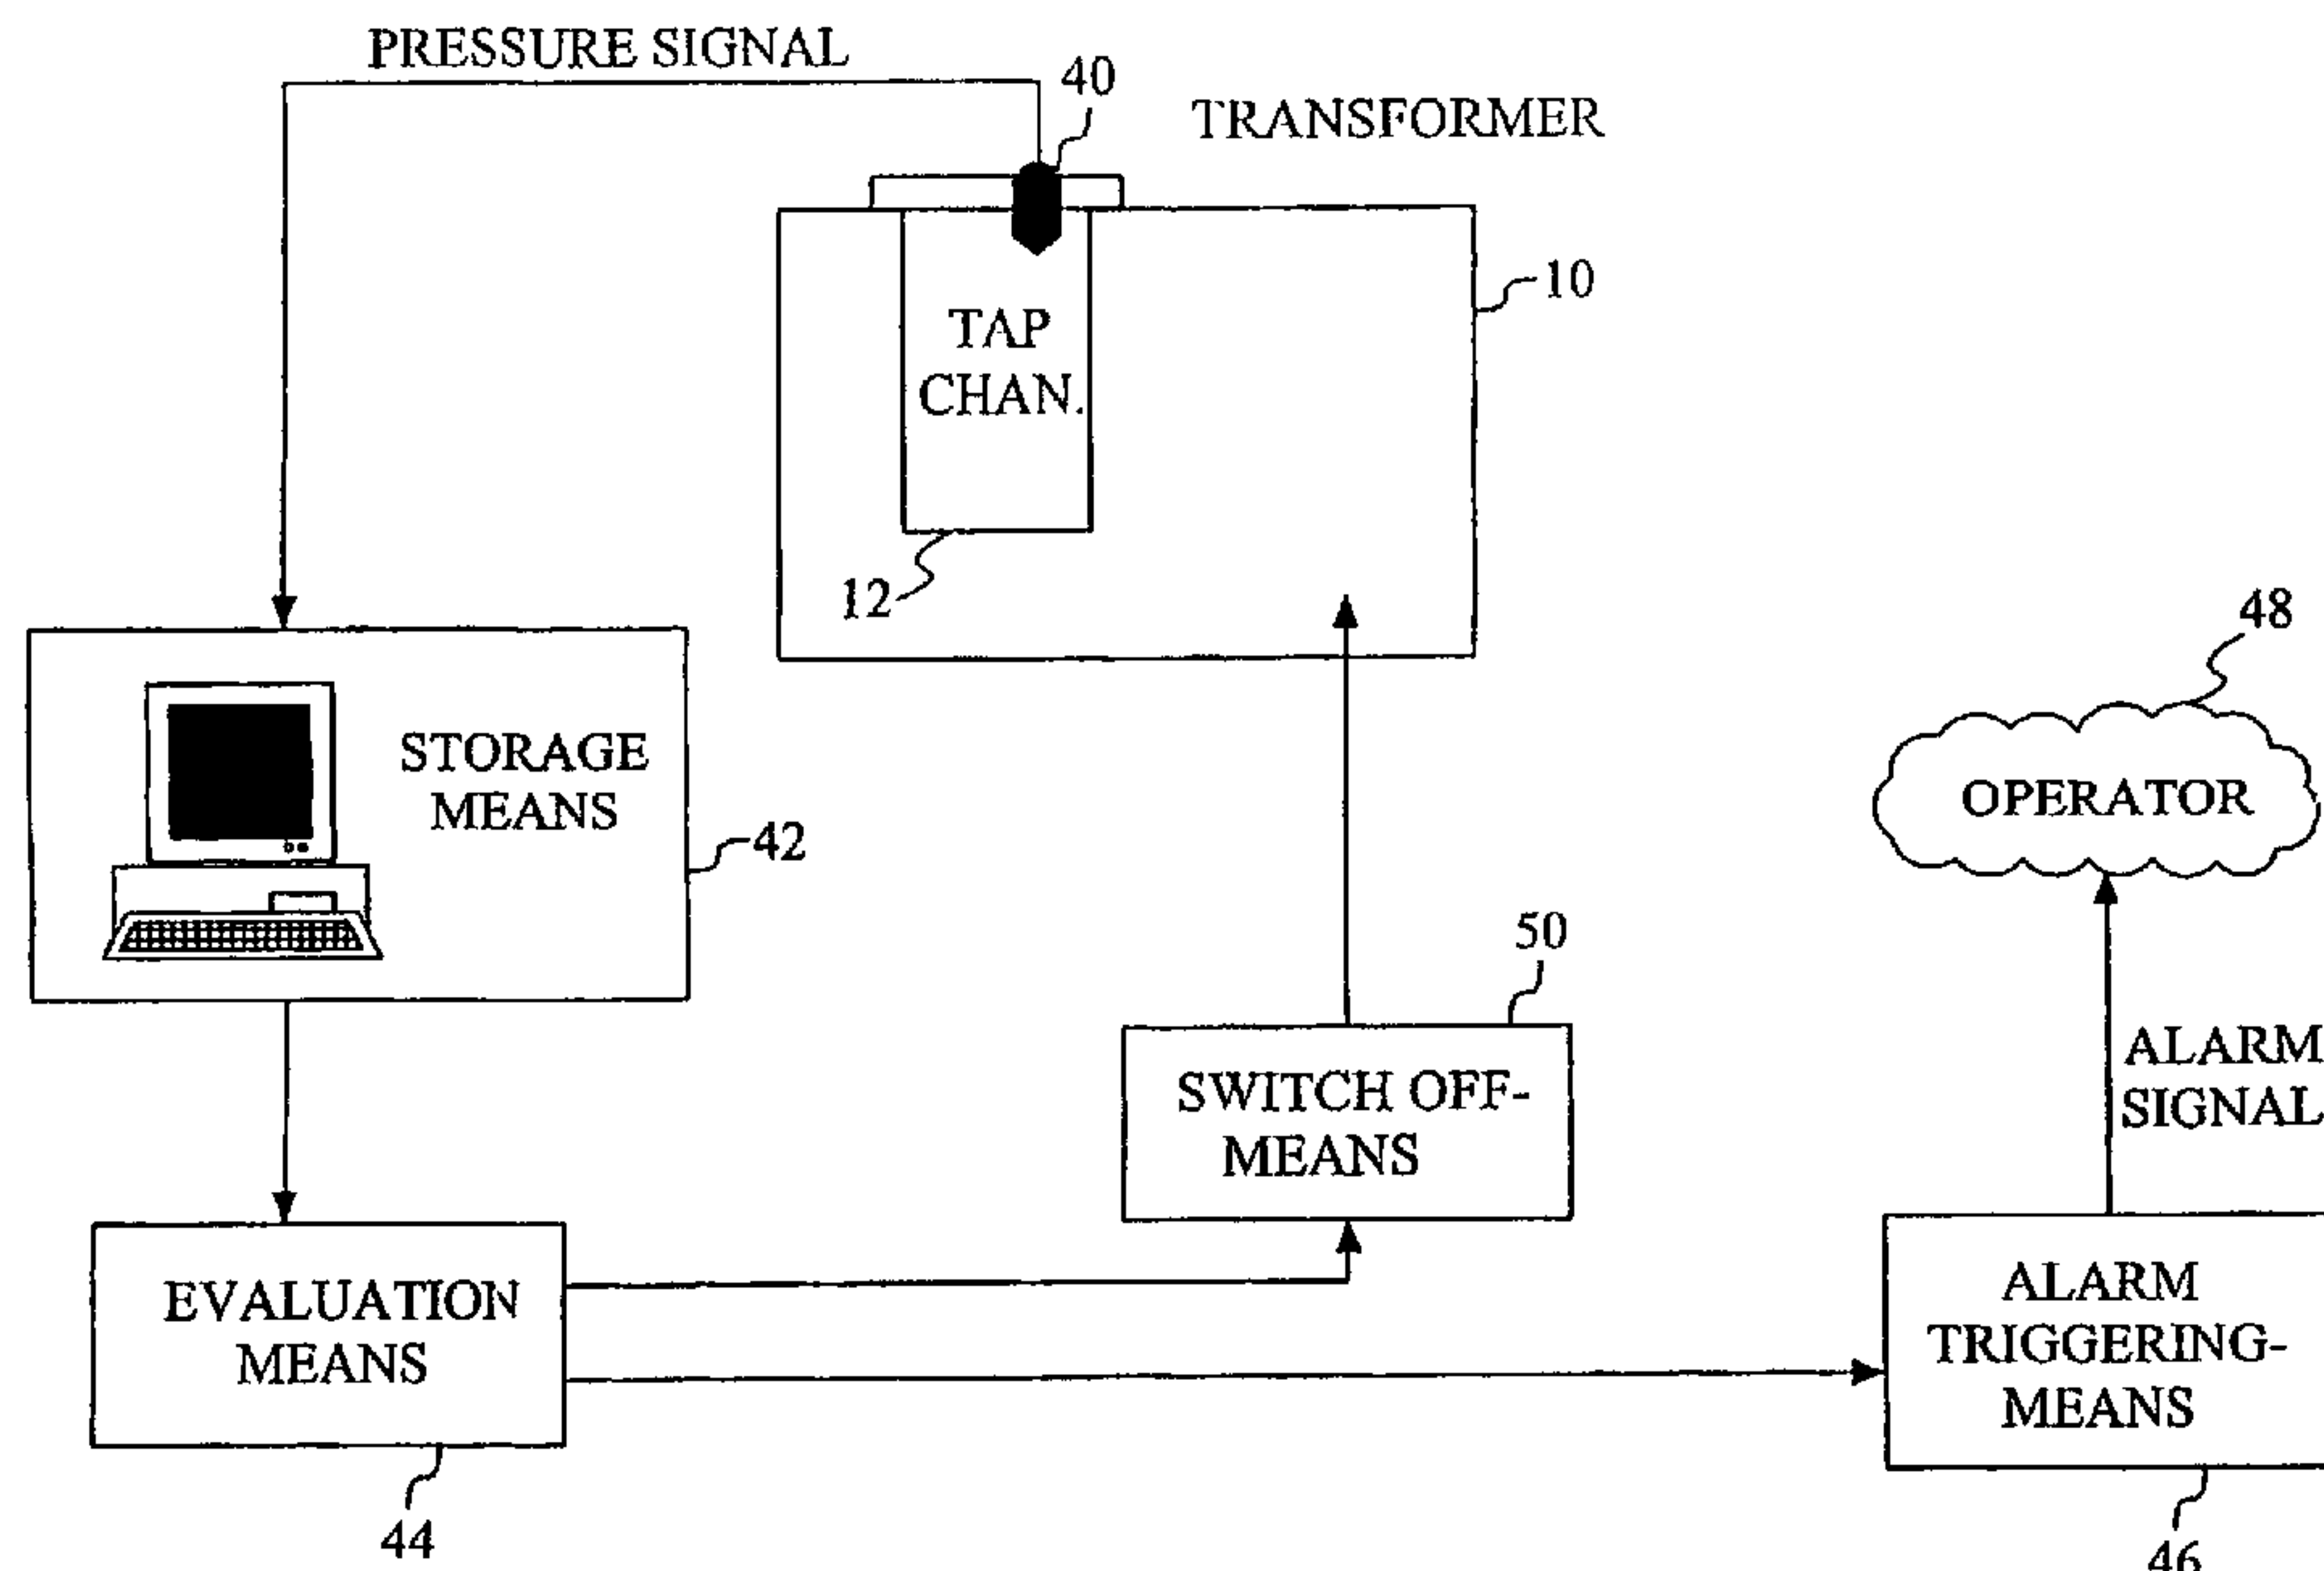 PRESSURE SIGNAL
40
TRANSFORMER
10
TAP
CHAN.
12
48
STORAGE
MEANS
42
OPERATOR
50
ALARM
SIGNAL
SWITCH OFF-
MEANS
EVALUATION
MEANS
ALARM
TRIGGERING-
MEANS
44
46